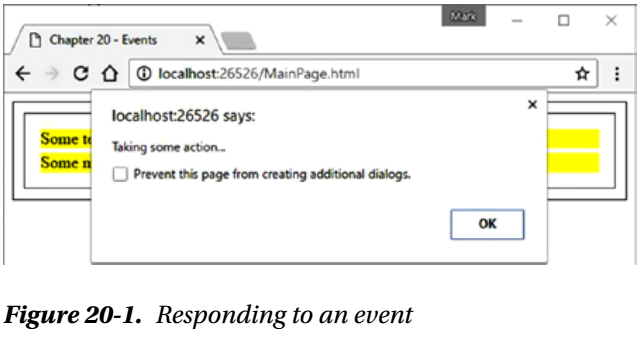 Mark
Chapter 20 - Events
localhost:26526/MainPage.html
localhost:26526 says:
Some
Taking some action...
Some
Prevent this page from creating additional dialogs.
OK
Figure 20-1. Responding to an event